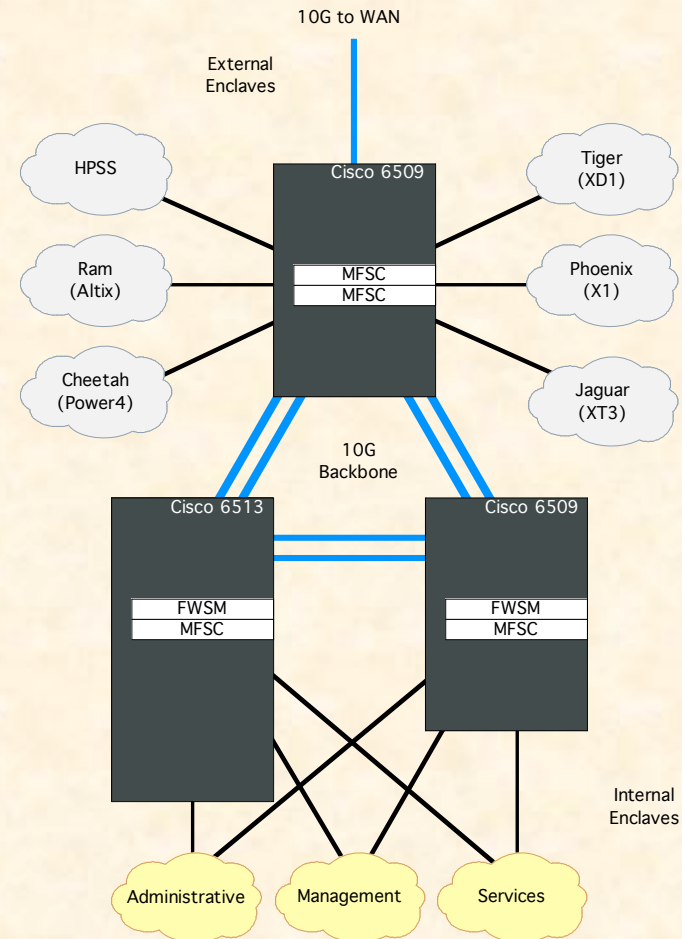 10G to WAN
External
Enclaves
Cisco 6509
HPSS
Tiger
(XD1)
MFSC
MFSC
Ram
(Altix)
Phoenix
(X1)
Cheetah
(Power4)
Jaguar
(XT3)
10G
Backbone
Cisco 6513
Cisco 6509
FWSM
MFSC
FWSM
MFSC
Internal
Enclaves
Administrative
Management
Services